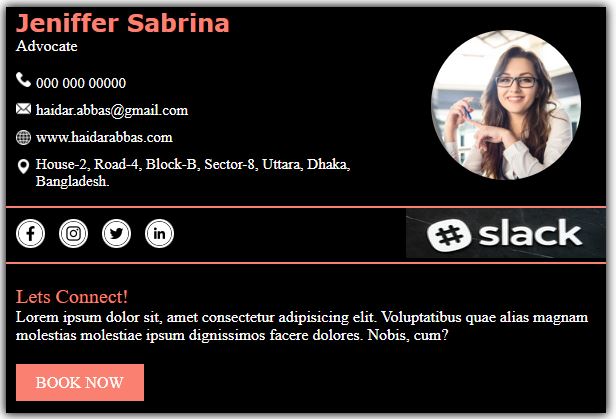 Jeniffer Sabrina
Advocate
000 000 00000
haidar.abbas@gmail.com
www.haidarabbas.com
House-2, Road-4, Block-B, Sector-8, Uttara, Dhaka,
Bangladesh.
f in
slack
Lets Connect!
Lorem ipsum dolor sit, amet consectetur adipisicing elit. Voluptatibus quae alias magnam
molestias molestiae ipsum dignissimos facere dolores. Nobis, cum?
BOOK NOW